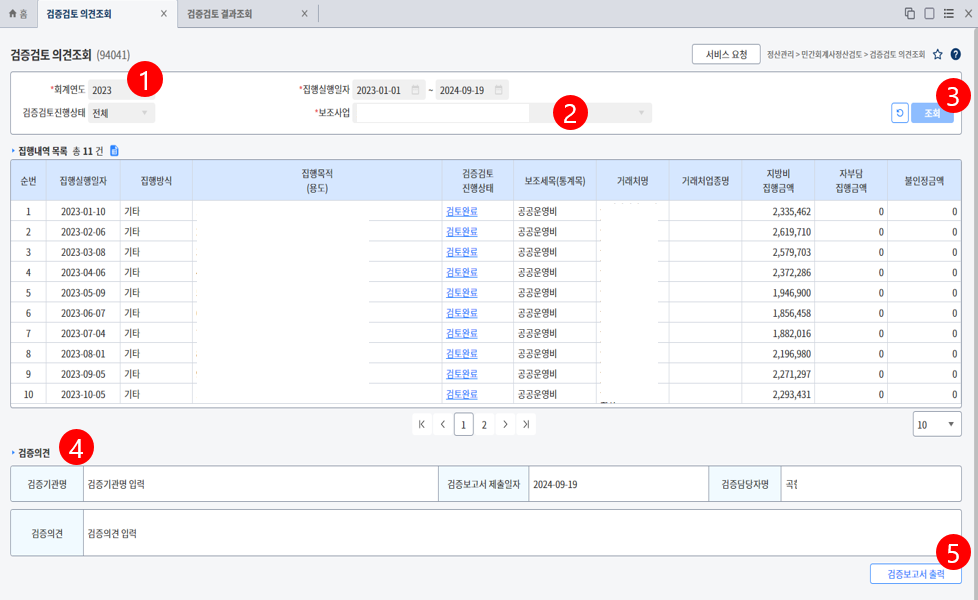 홈 검증검토 의견조회 X 검증검토 결과조회 X
검증검토 의견조회 (94041) 서비스 요청 정산관리 > 민간회계사정산검토 > 검증검토 의견조회
*회계연도 2023 1 *집행실행일자 2023-01-01 ~ 2024-09-19 3
검증검토진행상태 전체 *보조사업 2 조회
집행내역 목록 총 11 건
순번 집행실행일자 집행방식 집행목적 (용도) 검증검토 진행상태 보조세목(통계목) 거래처명 거래처업종명 지방비 집행금액 자부담 집행금액 불인정금액
1 2023-01-10 기타 검토완료 공공운영비 2,335,462 0 0
2 2023-02-06 기타 검토완료 공공운영비 2,619,710 0 0
3 2023-03-08 기타 검토완료 공공운영비 2,579,703 0 0
4 2023-04-06 기타 검토완료 공공운영비 2,372,286 0 0
5 2023-05-09 기타 검토완료 공공운영비 1,946,900 0 0
6 2023-06-07 기타 검토완료 공공운영비 1,856,458 0 0
7 2023-07-04 기타 검토완료 공공운영비 1,882,016 0 0
8 2023-08-01 기타 검토완료 공공운영비 2,196,980 0 0
9 2023-09-05 기타 검토완료 공공운영비 2,271,297 0 0
10 2023-10-05 기타 검토완료 공공운영비 2,293,431 0 0
1 2 10
검증의견 4
검증기관명 검증기관명 입력 검증보고서 제출일자 2024-09-19 검증담당자명
검증의견 검증의견 입력
5
검증보고서 출력